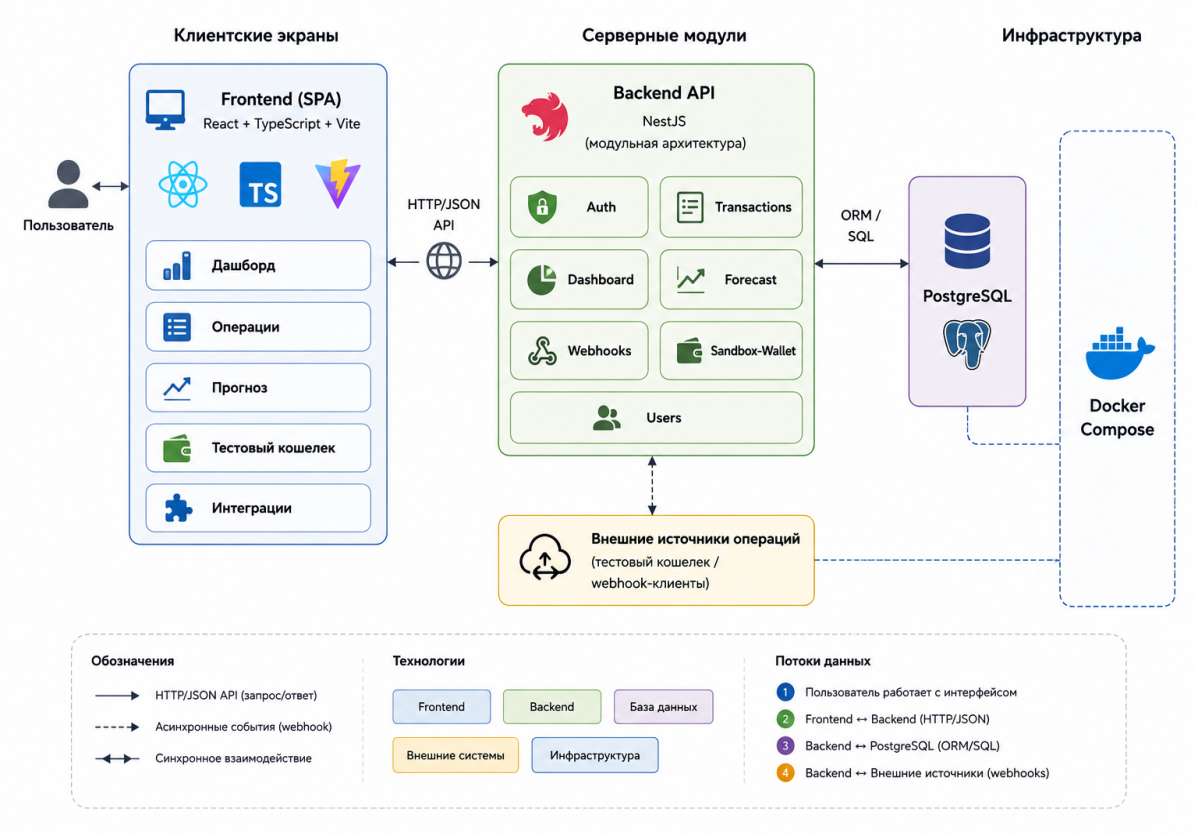 Клиентские экраны
Серверные модули
Инфраструктура
Frontend (SPA)
React + TypeScript + Vite
TS
Пользователь
Дашборд
Операции
Прогноз
Тестовый кошелек
Интеграции
HTTP/JSON
API
Backend API
NestJS
(модульная архитектура)
Auth
Transactions
Dashboard
Forecast
Webhooks
Sandbox-Wallet
Users
ORM /
SQL
PostgreSQL
Docker
Compose
Внешние источники операций
(тестовый кошелек /
webhook-клиенты)
Обозначения
HTTP/JSON API (запрос/ответ)
Асинхронные события (webhook)
Синхронное взаимодействие
Технологии
Frontend
Backend
База данных
Внешние системы
Инфраструктура
Потоки данных
1 Пользователь работает с интерфейсом
2 Frontend ↔ Backend (HTTP/JSON)
3 Backend ↔ PostgreSQL (ORM/SQL)
4 Backend ↔ Внешние источники (webhooks)